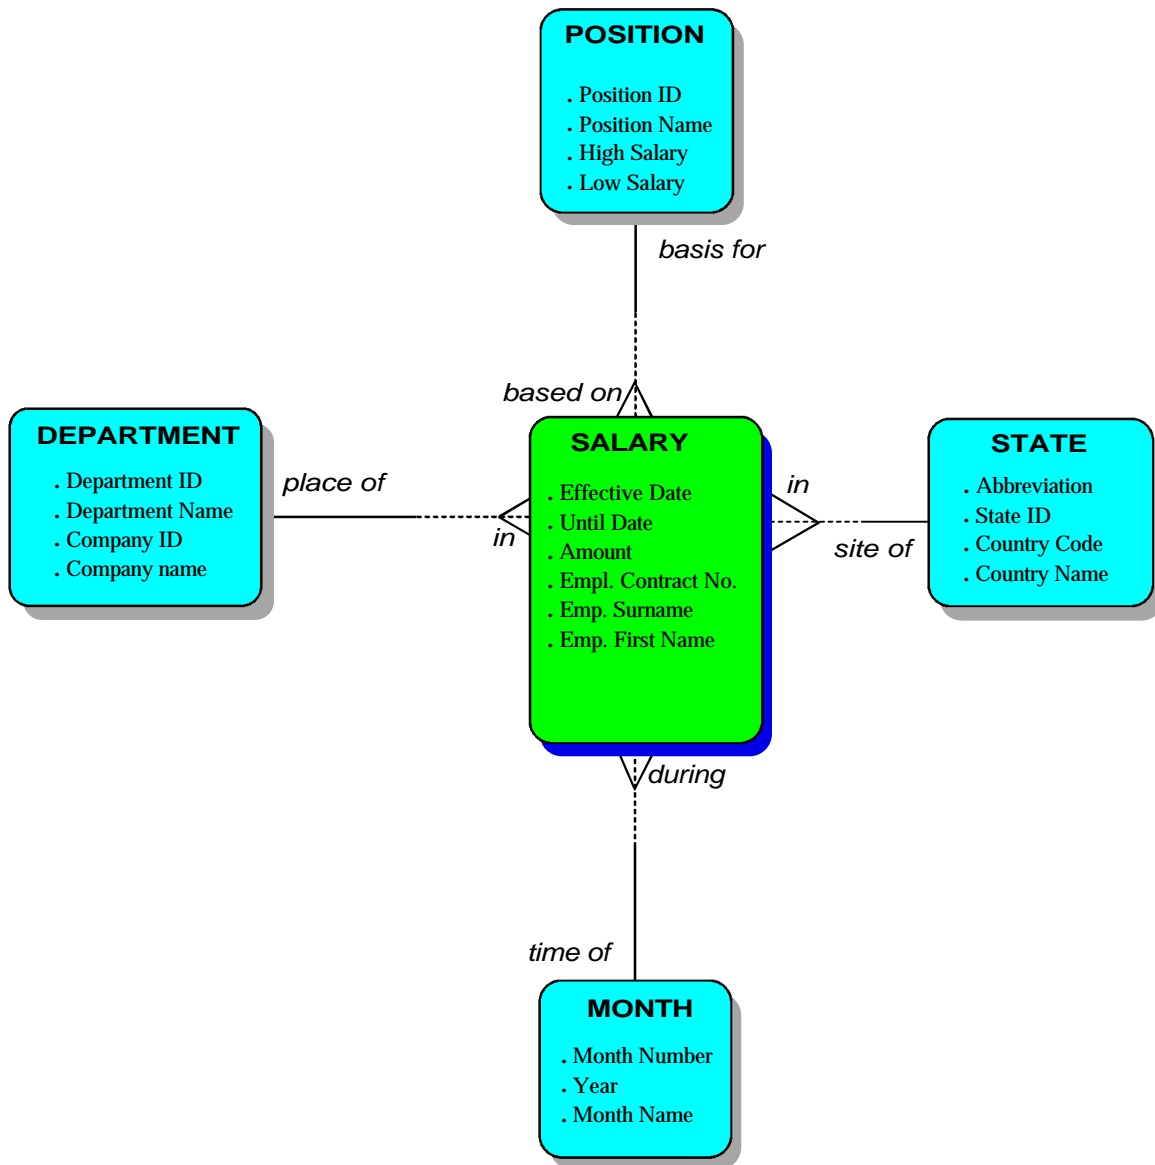 POSITION
. Position ID
. Position Name
. High Salary
. Low Salary
basis for
based on
DEPARTMENT
. Department ID
. Department Name
. Company ID
. Company name
place of
in
SALARY
. Effective Date
. Until Date
. Amount
. Empl. Contract No.
. Emp. Surname
. Emp. First Name
in
site of
STATE
. Abbreviation
. State ID
. Country Code
. Country Name
during
time of
MONTH
. Month Number
. Year
. Month Name